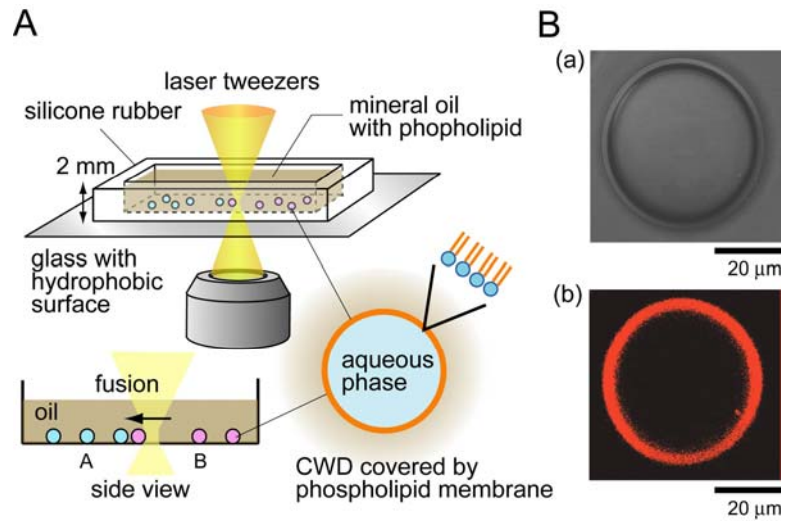 A
laser tweezers
silicone rubber
mineral oil
with phopholipid
2 mm
glass with
hydrophobic
surface
aqueous
phase
fusion
oil
A
B
side view
CWD covered by
phospholipid membrane
B
(a)
20 μm
(b)
20 μm